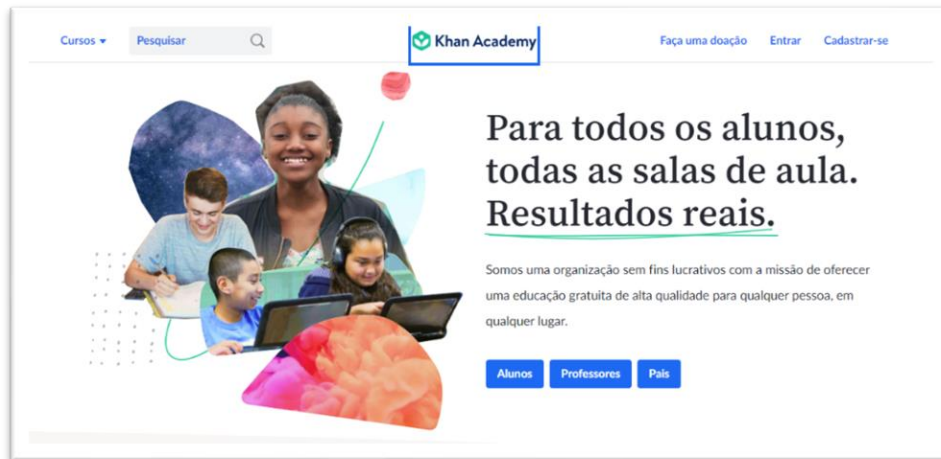 Cursos
Pesquisar
Khan Academy
Faça uma doação
Entrar
Cadastrar-se
Para todos os alunos,
todas as salas de aula.
Resultados reais.
Somos uma organização sem fins lucrativos com a missão de oferecer
uma educação gratuita de alta qualidade para qualquer pessoa, em
qualquer lugar.
Alunos
Professores
Pais